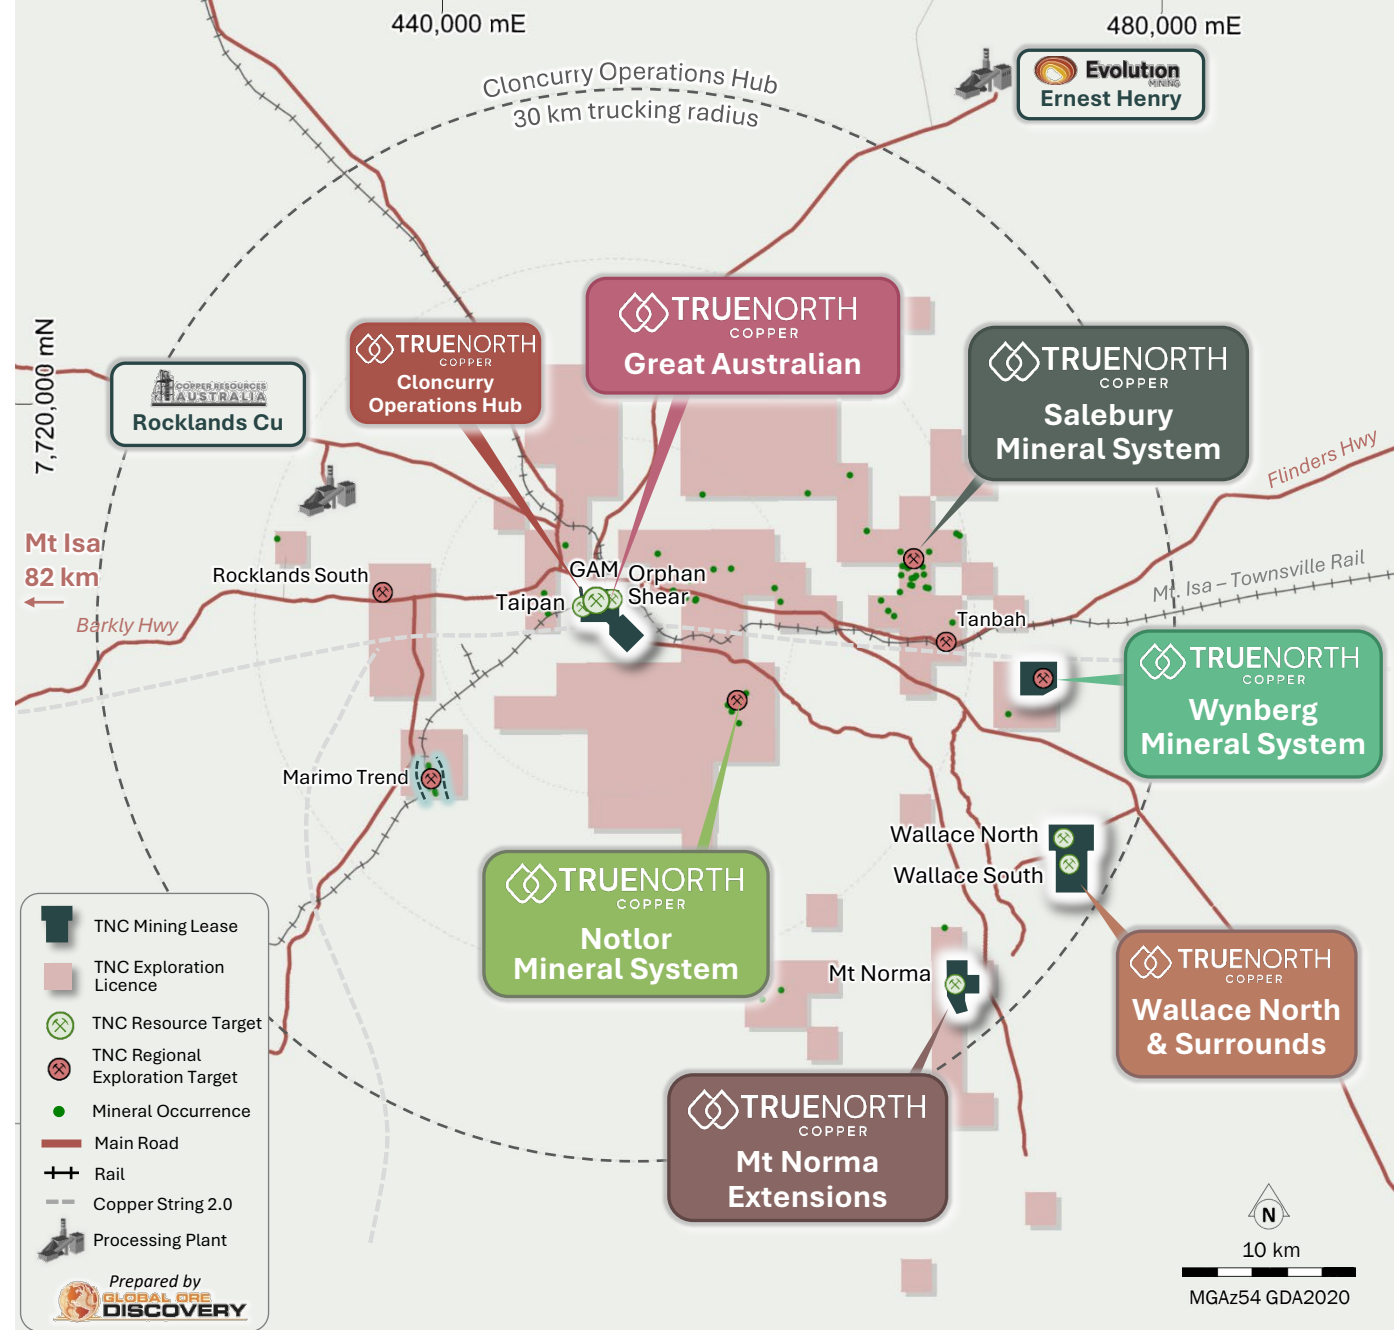 440,000 mE
480,000 mE
Cloncurry Operations Hub
30 km trucking radius
Evolution
MINING
Ernest Henry
7,720,000 mN
TRUENORTH
COPPER
Great Australian
TRUENORTH
COPPER
Cloncurry
Operations Hub
TRUENORTH
COPPER
Salebury
Mineral System
COPPER RESOURCES
AUSTRALIA
Rocklands Cu
Flinders Hwy
Mt Isa
82 km
Rocklands South
Barkly Hwy
GAM
Orphan
Shear
Taipan
Mt. Isa – Townsville Rail
Tanbah
TRUENORTH
COPPER
Wynberg
Mineral System
Marimo Trend
Wallace North
Wallace South
TRUENORTH
COPPER
Notlor
Mineral System
Mt Norma
TRUENORTH
COPPER
Wallace North
& Surrounds
TRUENORTH
COPPER
Mt Norma
Extensions
TNC Mining Lease
TNC Exploration
Licence
TNC Resource Target
TNC Regional
Exploration Target
Mineral Occurrence
Main Road
Rail
Copper String 2.0
Processing Plant
Prepared by
GLOBAL ORE
DISCOVERY
N
10 km
MGAz54 GDA2020